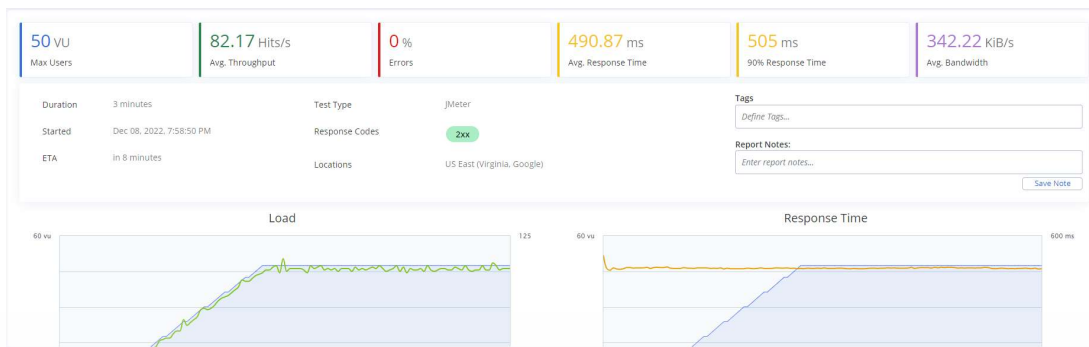 50 VU
Max Users
82.17 Hits/s
Avg. Throughput
0 %
Errors
490.87 ms
Avg. Response Time
505 ms
90% Response Time
342.22 KiB/s
Avg. Bandwidth
Duration 3 minutes
Started Dec 08, 2022, 7:58:50 PM
ETA in 8 minutes
Test Type JMeter
Response Codes 2xx
Locations US East (Virginia, Google)
Tags
Define Tags...
Report Notes:
Enter report notes...
Save Note
Load
60 vu
125
Response Time
60 vu
600 ms